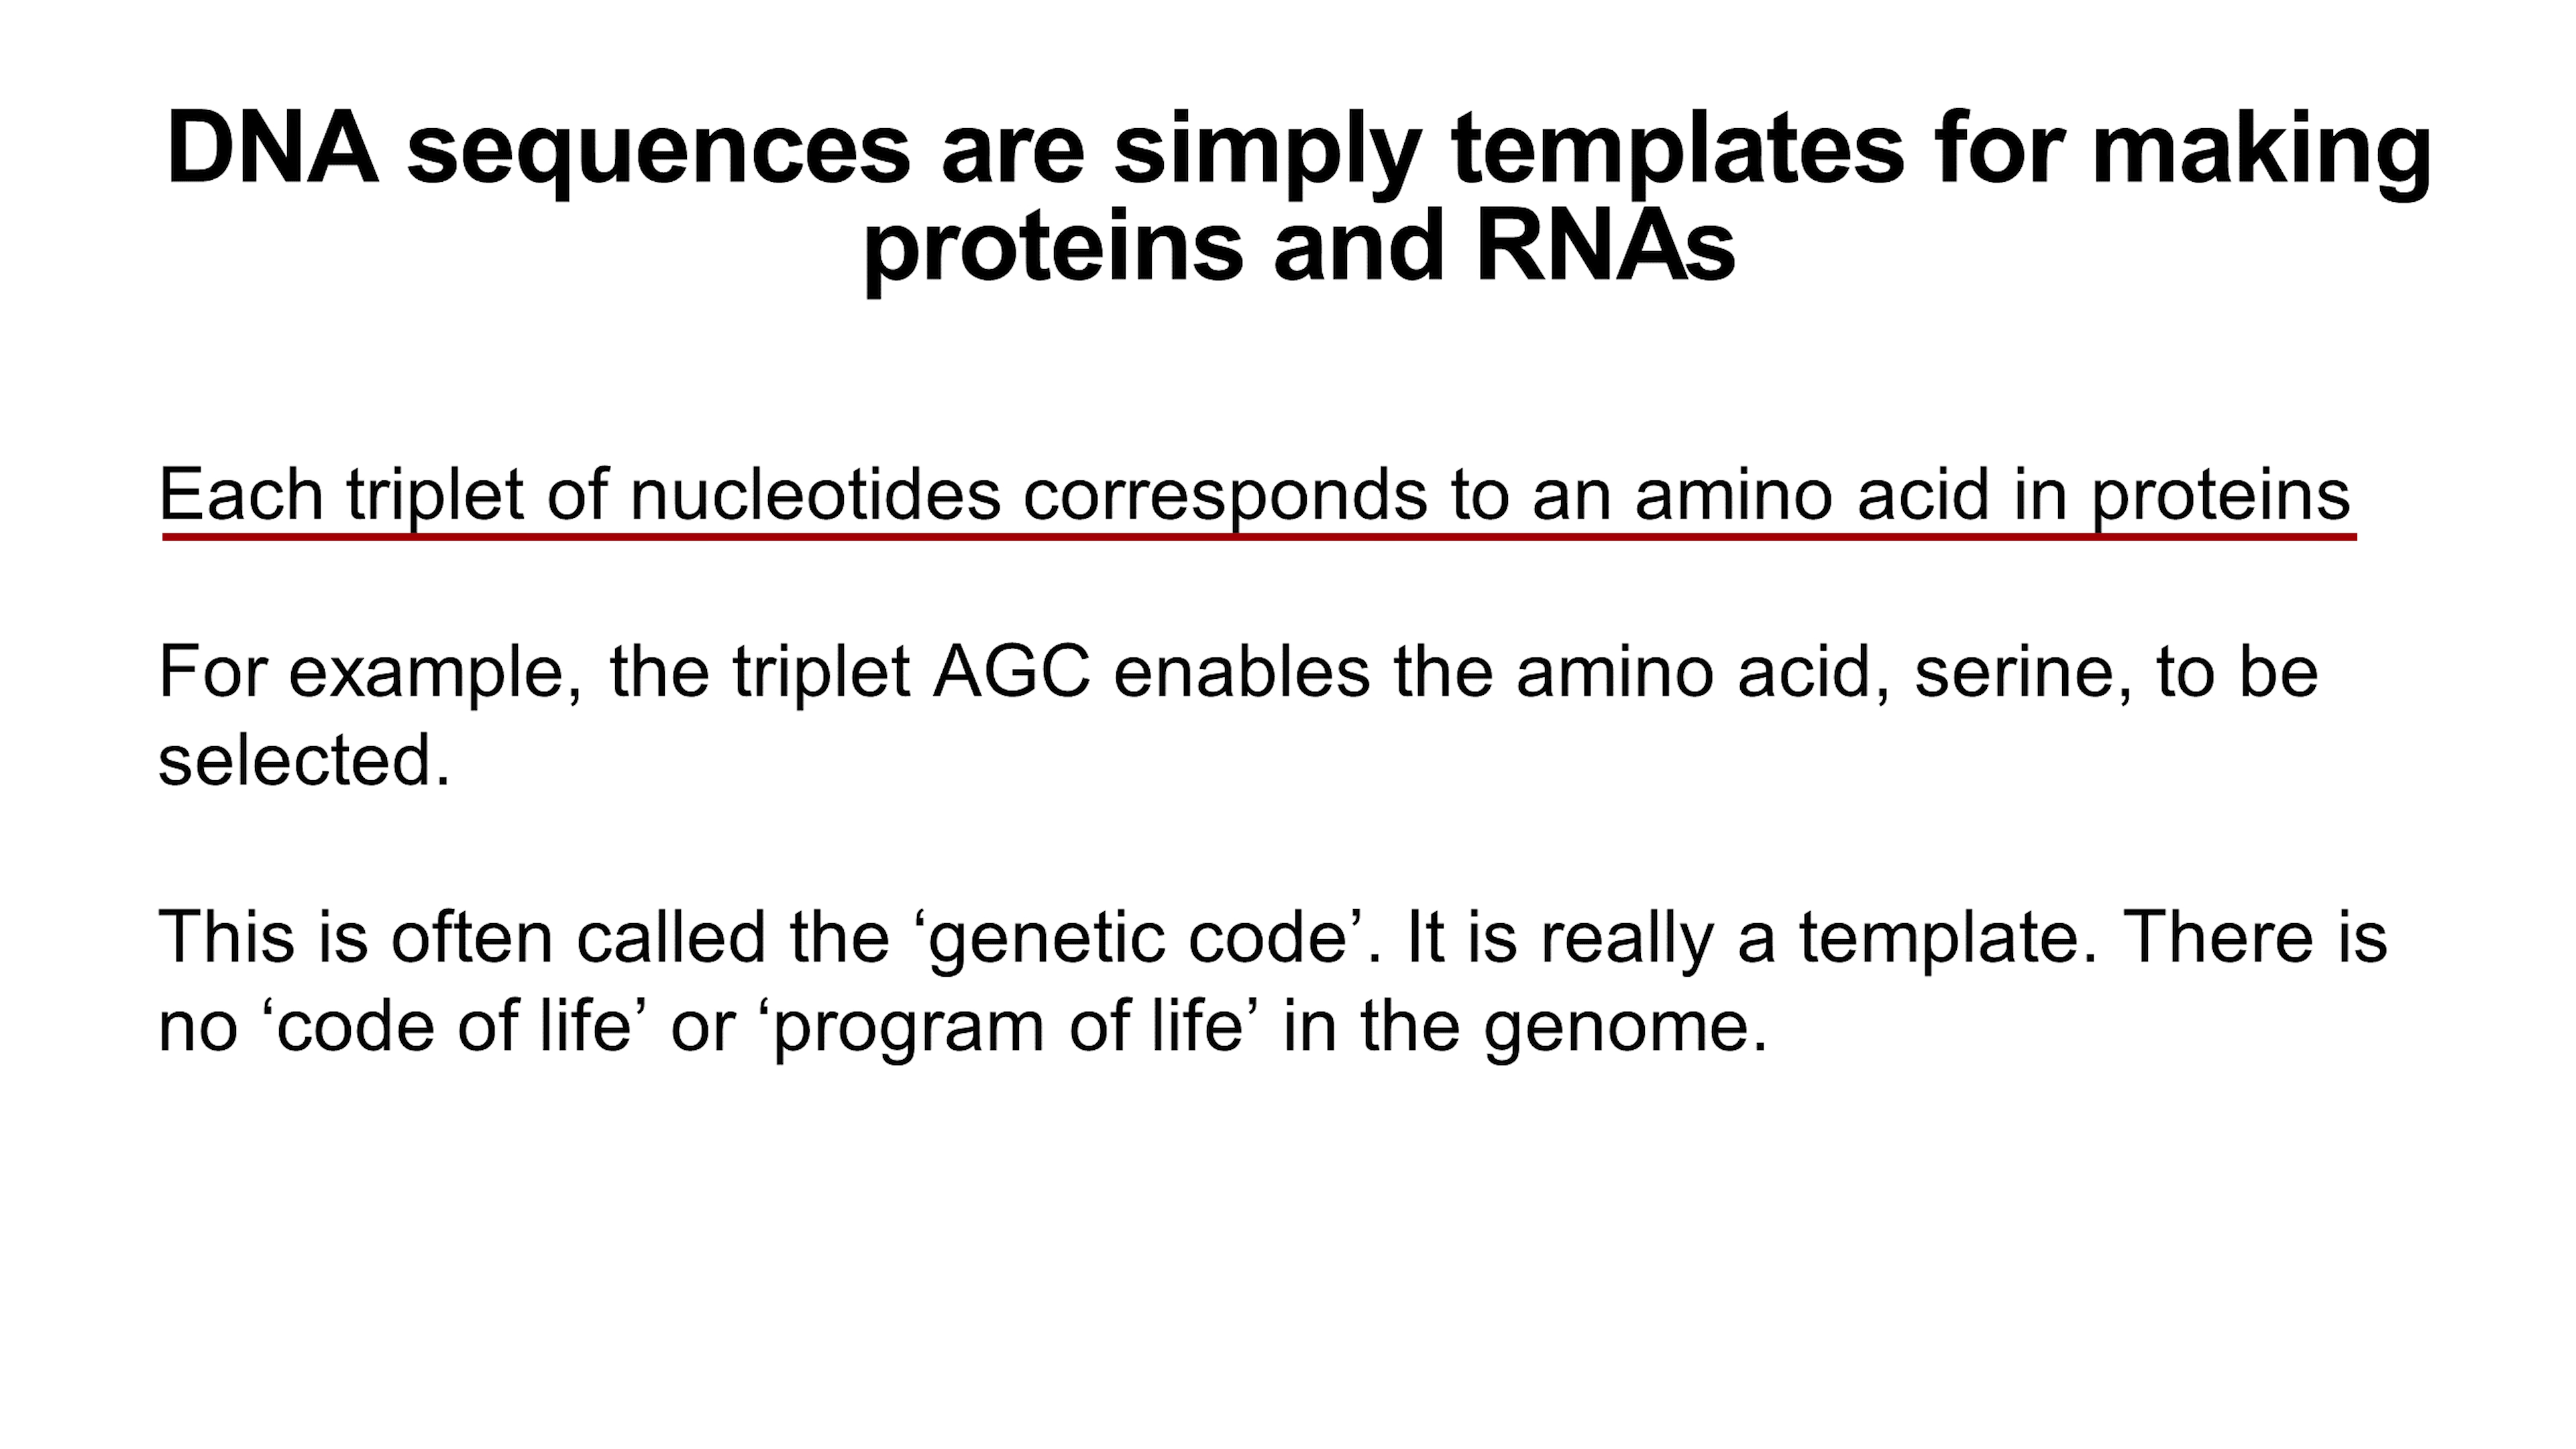 DNA sequences are simply templates for making
proteins and RNAs
Each triplet of nucleotides corresponds to an amino acid in proteins
For example, the triplet AGC enables the amino acid, serine, to be
selected.
This is often called the ‘genetic code’. It is really a template. There is
no ‘code of life’ or ‘program of life’ in the genome.